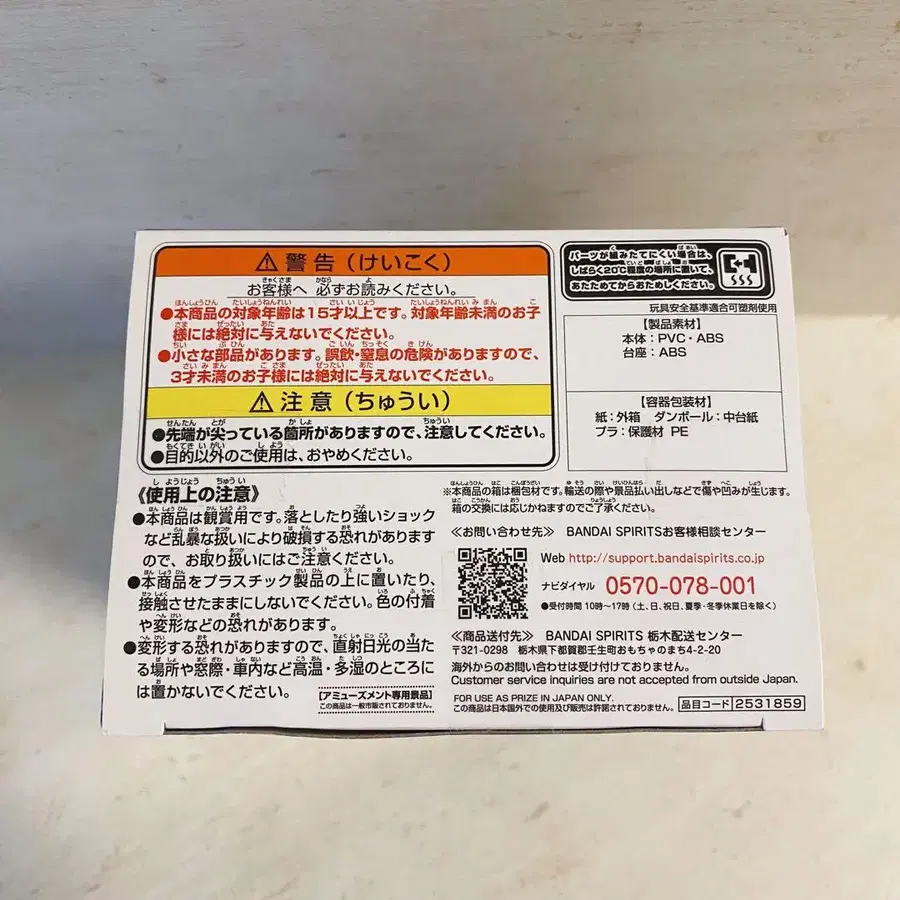 ⚠警告（けいこく）
お客様へ 必ずお読みください。
●本商品の対象年齢は15才以上です。対象年齢未満のお子
様には絶対に与えないでください。
●小さな部品があります。誤飲・窒息の危険がありますので、
3才未満のお子様には絶対に与えないでください。
⚠注意（ちゅうい）
●先端が尖っている箇所がありますので、注意してください。
●目的以外のご使用は、おやめください。
《使用上の注意》
●本商品は観賞用です。落としたり強いショック
など乱暴な扱いにより破損する恐れがあります
ので、お取り扱いにはご注意ください。
●本商品をプラスチック製品の上に置いたり、
接触させたままにしないでください。色の付着
や変形などの恐れがあります。
●変形する恐れがありますので、直射日光の当た
る場所や窓際・車内など高温・多湿のところに
は置かないでください。
【アミューズメント専用景品】
この商品は一般市販されておりません。
パーツが組みたてにくい場合は、
しばらく20℃程度の場所に置いて、
あたためてからおためしください。
玩具安全基準適合可塑剤使用
【製品素材】
本体：PVC・ABS
台座：ABS
【容器包装材】
紙：外箱 ダンボール：中台紙
プラ：保護材 PE
※本商品の箱は梱包材です。輸送の際や景品払い出しなどで傷や凹みが生じます。
箱の交換には応じかねますのでご了承ください。
《お問い合わせ先》 BANDAI SPIRITSお客様相談センター
Web http://support.bandaispirits.co.jp
ナビダイヤル 0570-078-001
●受付時間 10時〜17時（土、日、祝日、夏季・冬季休業日を除く）
《商品送付先》 BANDAI SPIRITS 栃木配送センター
〒321-0298 栃木県下都賀郡壬生町おもちゃのまち4-2-20
海外からのお問い合わせは受け付けておりません。
Customer service inquiries are not accepted from outside Japan.
FOR USE AS PRIZE IN JAPAN ONLY.
この商品は日本国外での使用及び販売は許諾されておりません。
品目コード 2531859